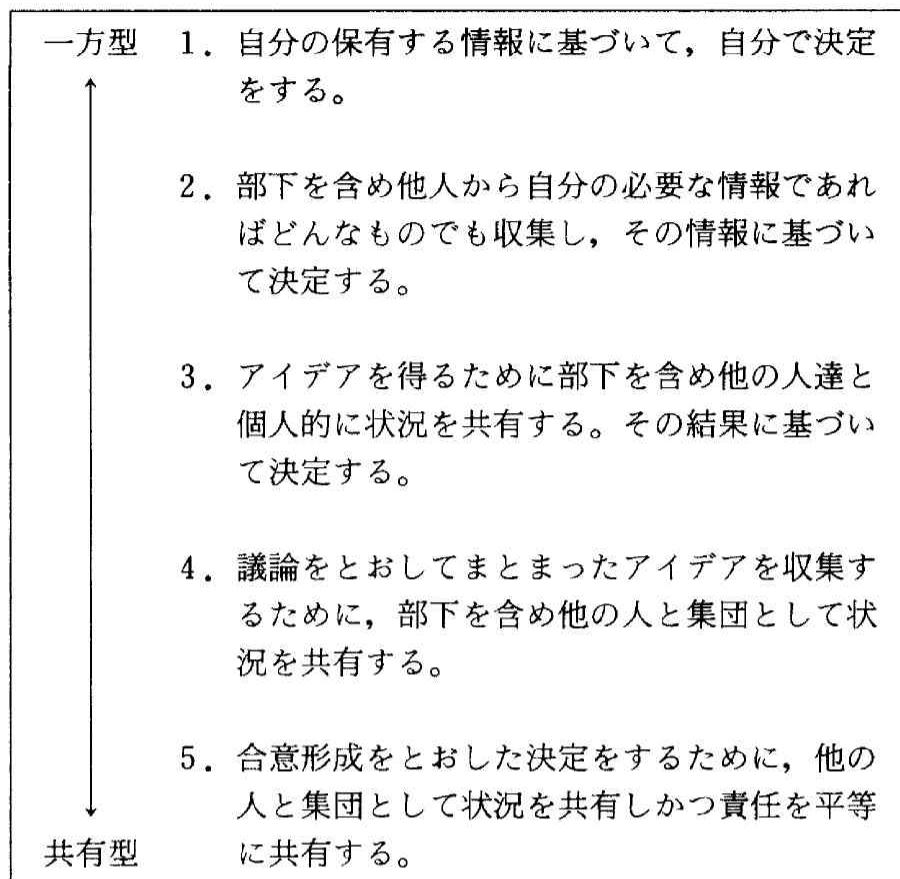 一方型 1．自分の保有する情報に基づいて，自分で決定
をする。
2．部下を含め他人から自分の必要な情報であれ
ばどんなものでも収集し，その情報に基づい
て決定する。
3．アイデアを得るために部下を含め他の人達と
個人的に状況を共有する。その結果に基づい
て決定する。
4．議論をとおしてまとまったアイデアを収集す
るために，部下を含め他の人と集団として状
況を共有する。
5．合意形成をとおした決定をするために，他の
人と集団として状況を共有しかつ責任を平等
共有型 に共有する。